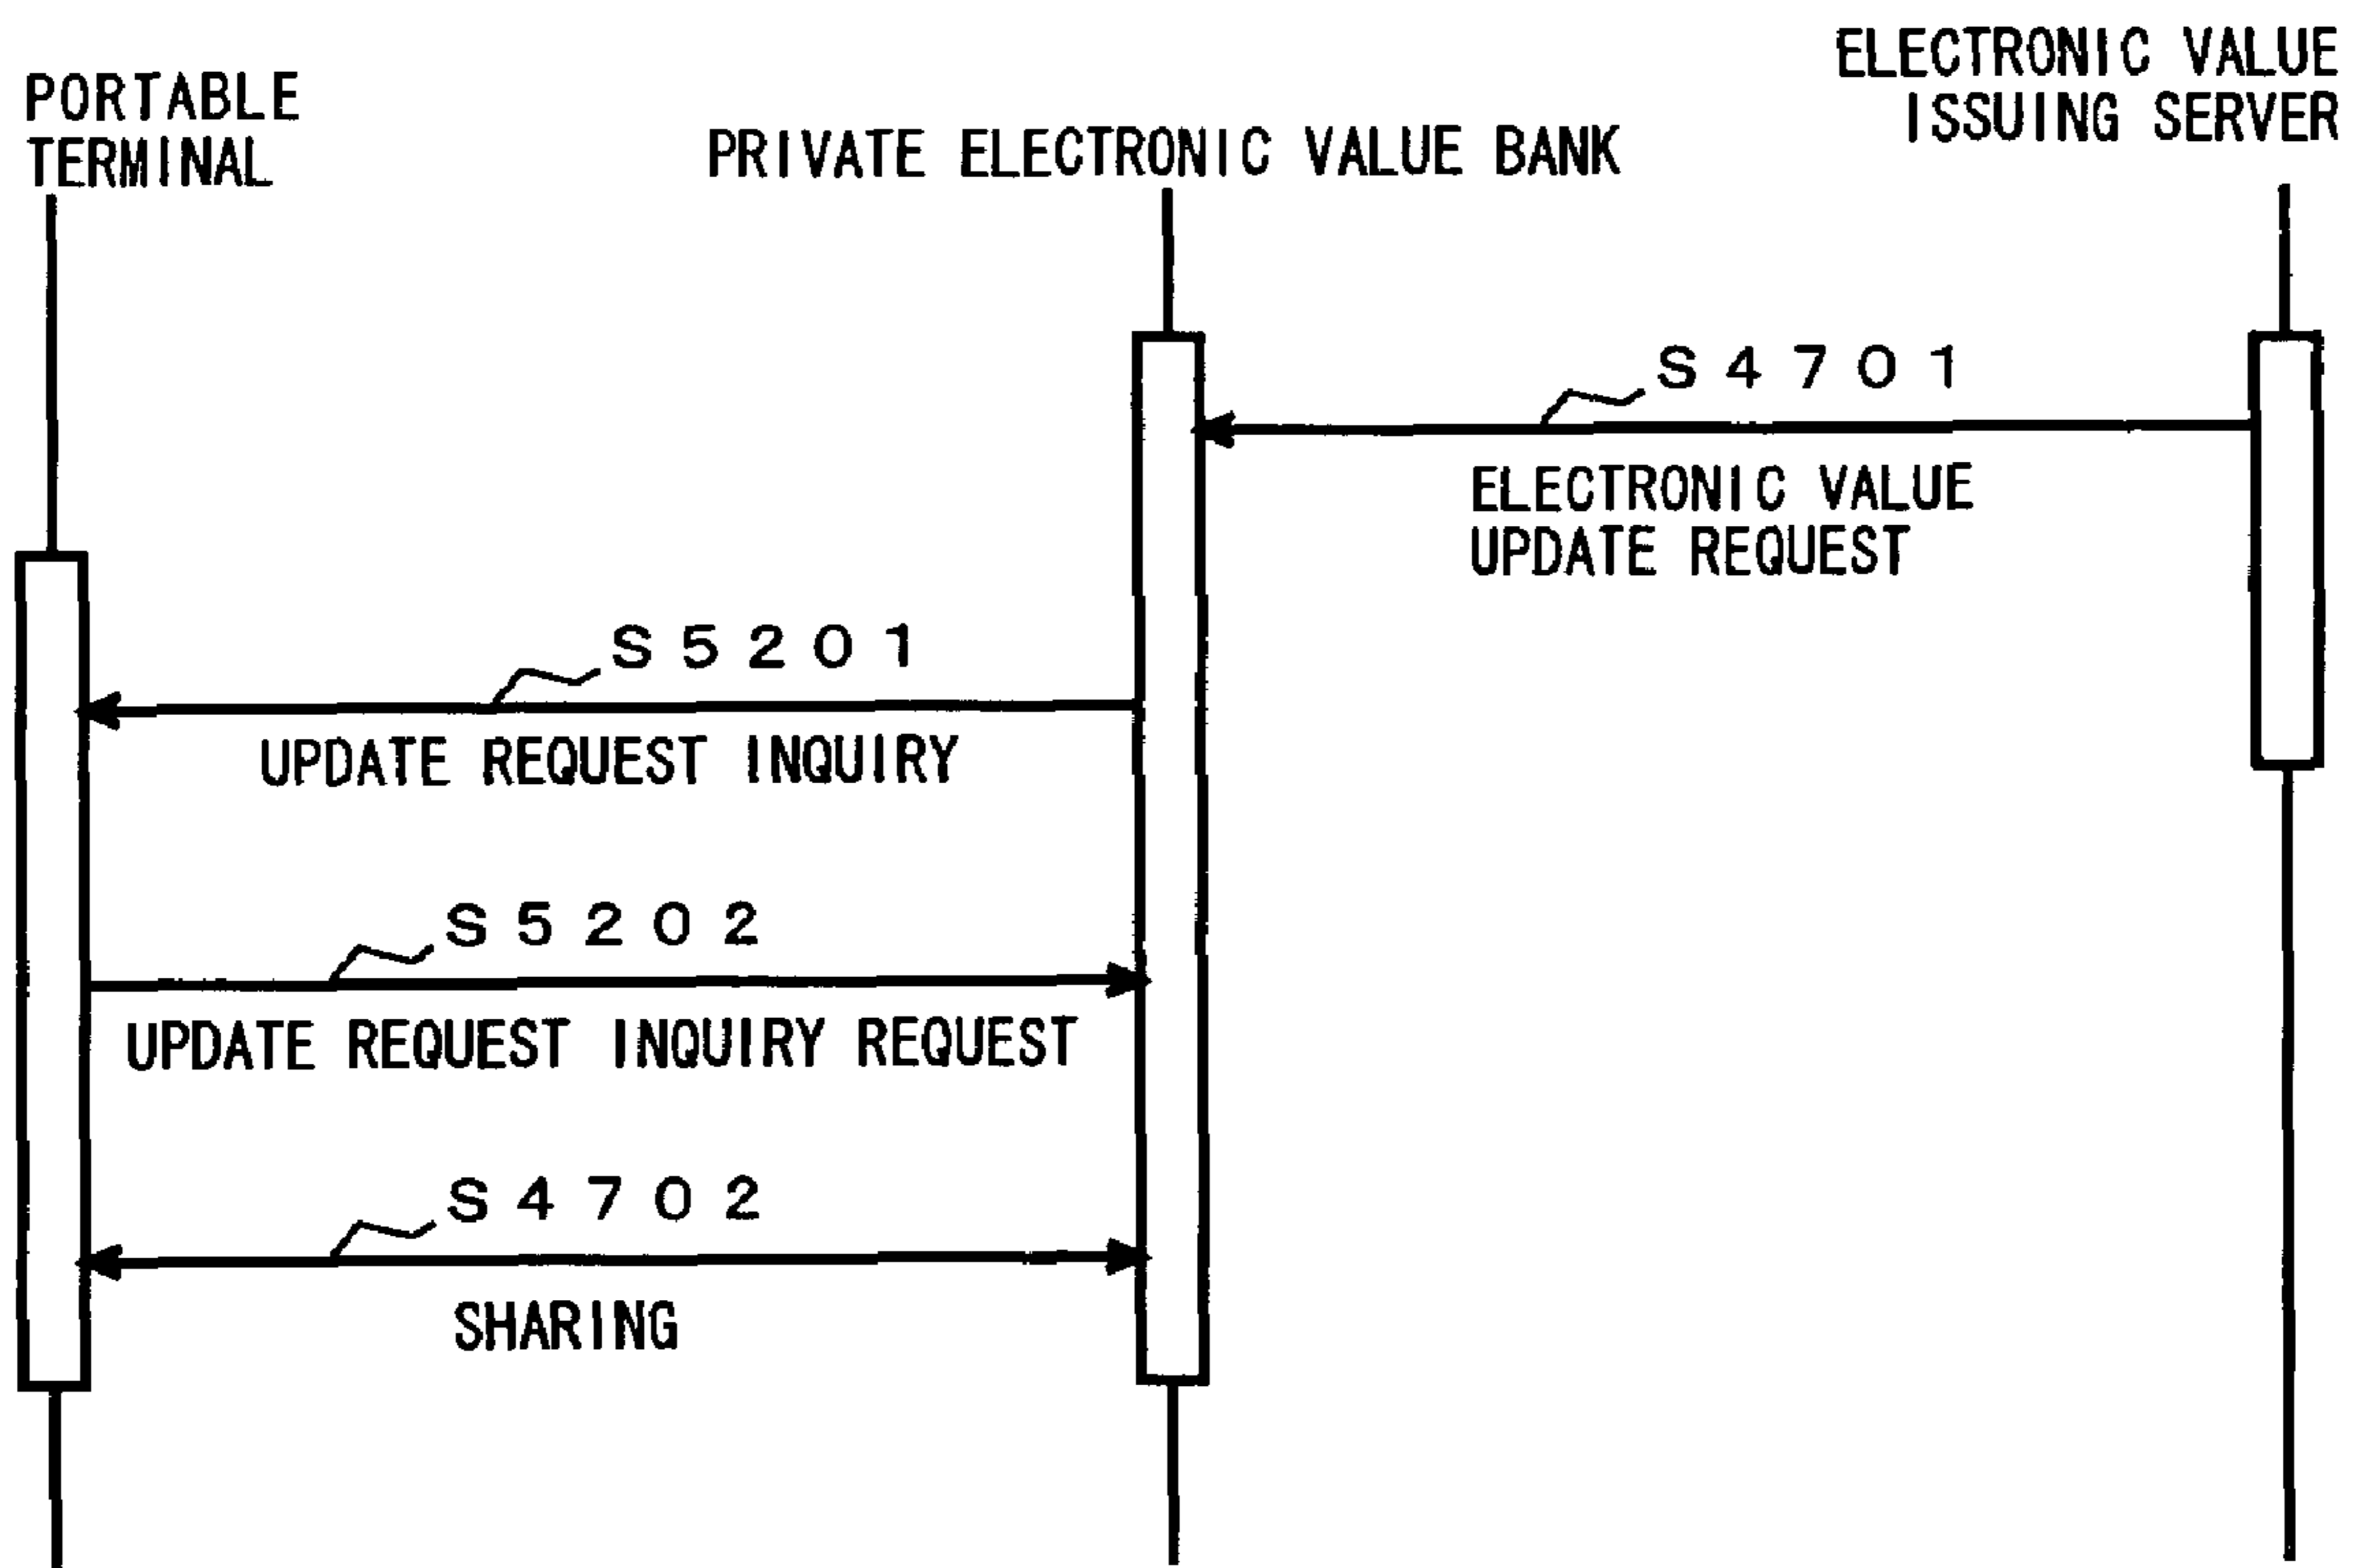 PORTABLE
TERMINAL
PRIVATE ELECTRONIC VALUE BANK
ELECTRONIC VALUE
ISSUING SERVER
S4701
ELECTRONIC VALUE
UPDATE REQUEST
S5201
UPDATE REQUEST INQUIRY
S5202
UPDATE REQUEST INQUIRY REQUEST
S4702
SHARING